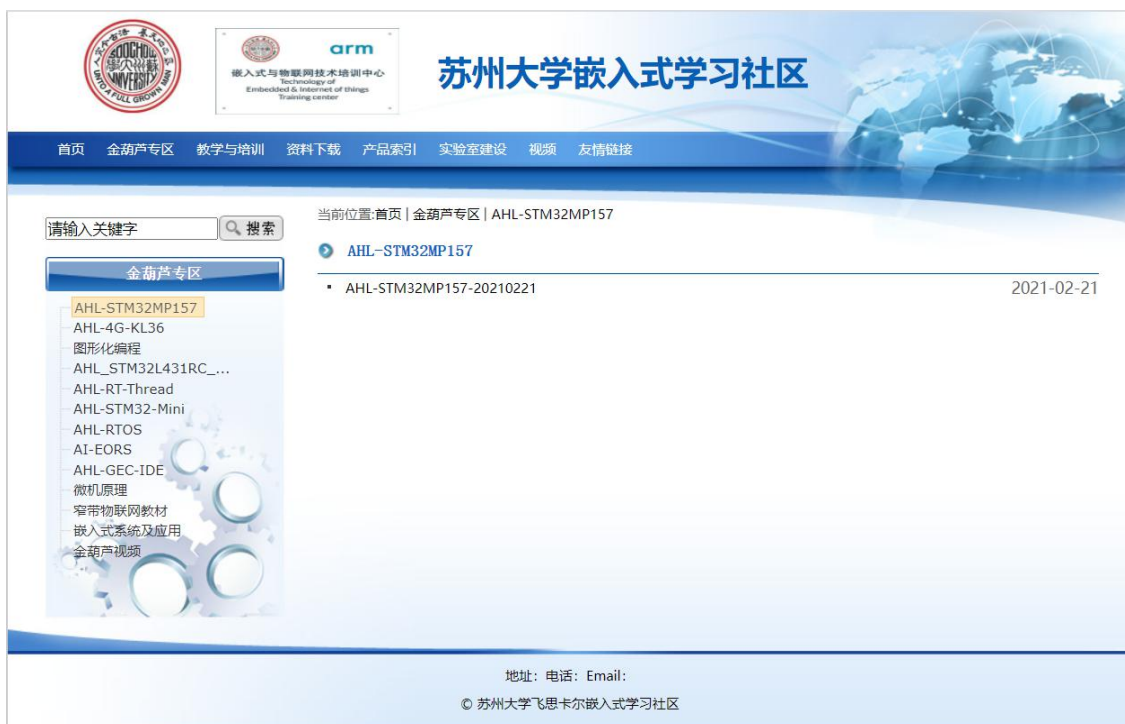 SOOCHOW
UNIVERSITY
UNTO A FULL GROWN MAN
arm
嵌入式与物联网技术培训中心
Technology of
Embedded & Internet of things
Training center
苏州大学嵌入式学习社区
首页 金葫芦专区 教学与培训 资料下载 产品索引 实验室建设 视频 友情链接
请输入关键字 搜索
当前位置:首页 | 金葫芦专区 | AHL-STM32MP157
AHL-STM32MP157
AHL-STM32MP157-20210221 2021-02-21
金葫芦专区
AHL-STM32MP157
AHL-4G-KL36
图形化编程
AHL_STM32L431RC_...
AHL-RT-Thread
AHL-STM32-Mini
AHL-RTOS
AI-EORS
AHL-GEC-IDE
微机原理
窄带物联网教材
嵌入式系统及应用
金葫芦视频
地址：电话：Email：
© 苏州大学飞思卡尔嵌入式学习社区